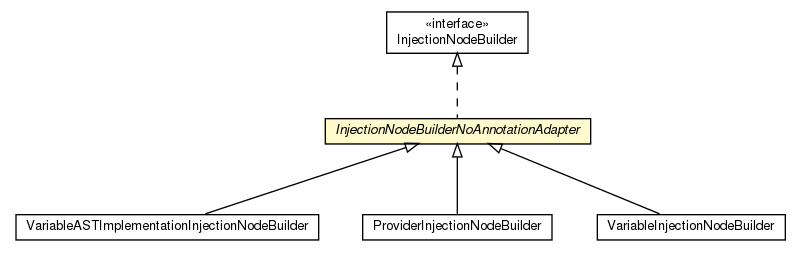 «interface»
InjectionNodeBuilder
InjectionNodeBuilderNoAnnotationAdapter
VariableASTImplementationInjectionNodeBuilder
ProviderInjectionNodeBuilder
VariableInjectionNodeBuilder